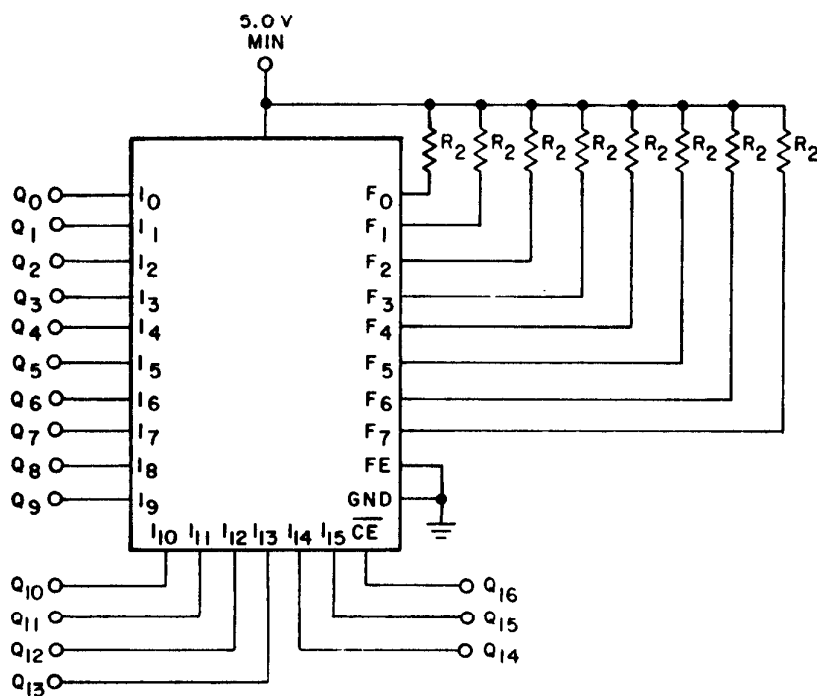 5.0 V
MIN
R2 R2 R2 R2 R2 R2 R2 R2
Q0 I0 F0
Q1 I1 F1
Q2 I2 F2
Q3 I3 F3
Q4 I4 F4
Q5 I5 F5
Q6 I6 F6
Q7 I7 F7
Q8 I8 FE
Q9 I9 GND
I10 I11 I12 I13 I14 I15 C̅E̅
Q10 Q16
Q11 Q15
Q12 Q14
Q13